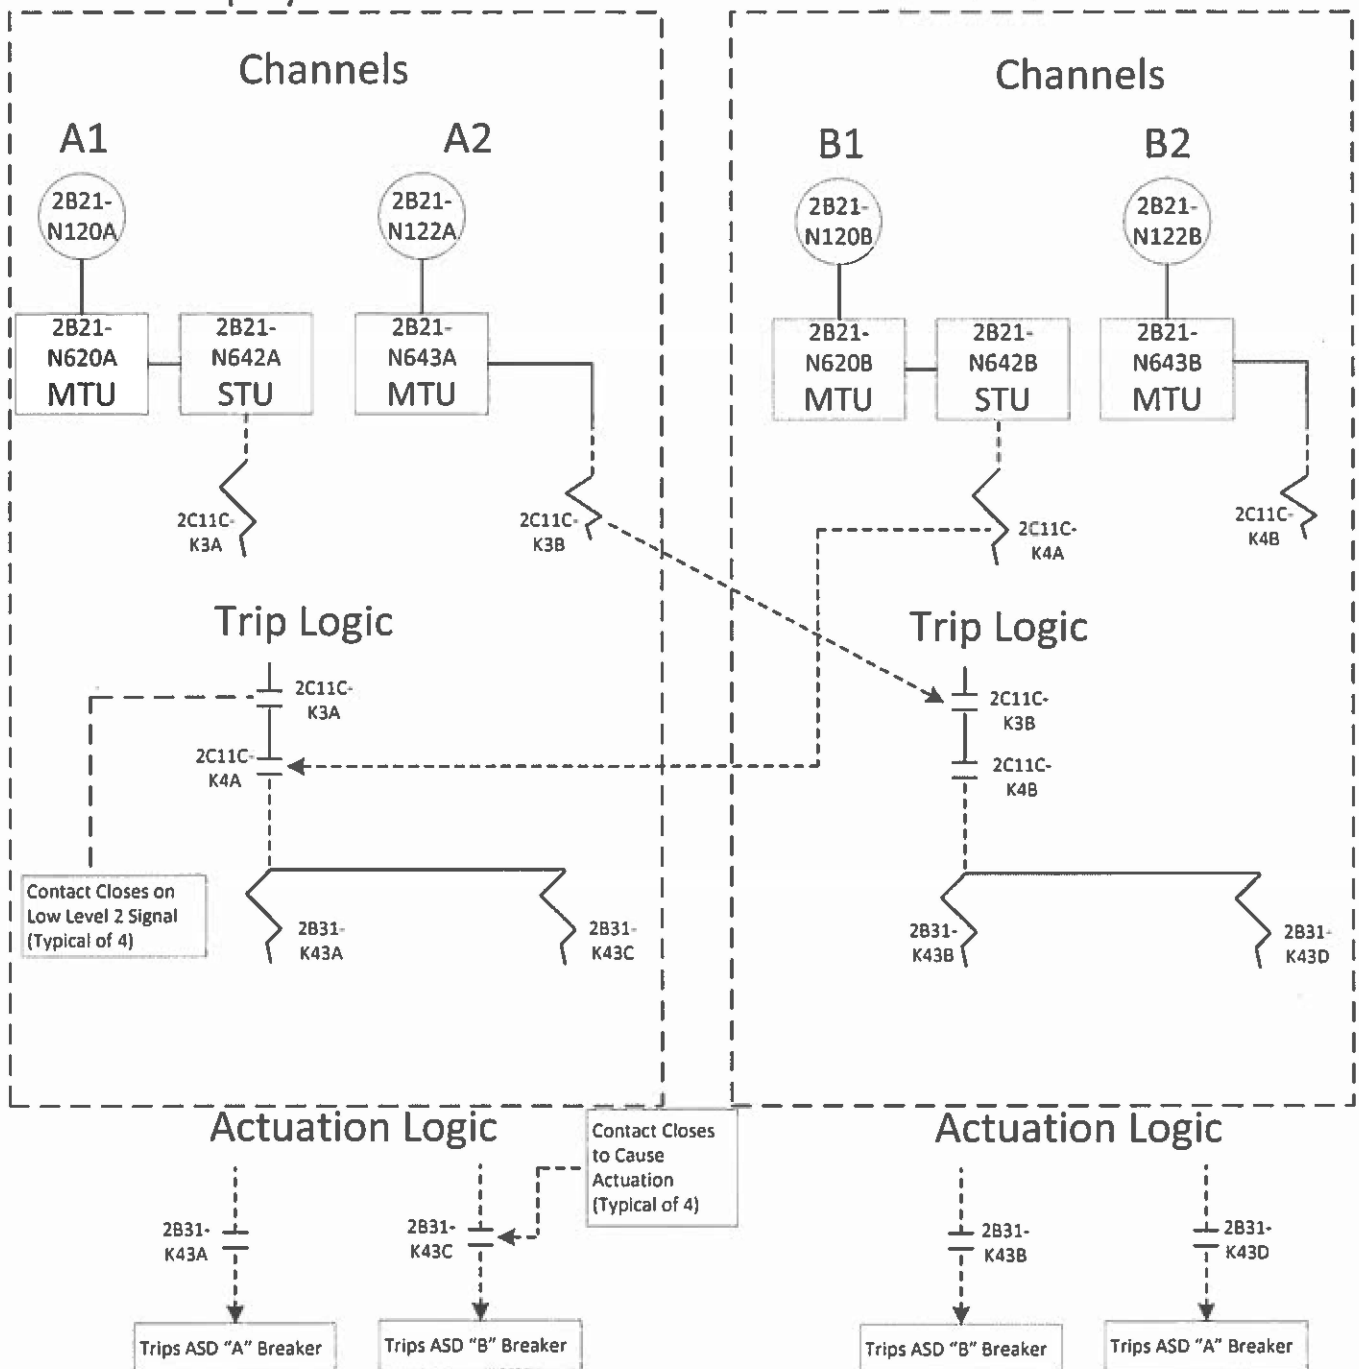 Channels
A1
A2
2B21-
N120A
2B21-
N122A
2B21-
N620A
MTU
2B21-
N642A
STU
2B21-
N643A
MTU
2C11C-
K3A
2C11C-
K3B
Trip Logic
2C11C-
K3A
2C11C-
K4A
Contact Closes on
Low Level 2 Signal
(Typical of 4)
2B31-
K43A
2B31-
K43C
Channels
B1
B2
2B21-
N120B
2B21-
N122B
2B21-
N620B
MTU
2B21-
N642B
STU
2B21-
N643B
MTU
2C11C-
K4A
2C11C-
K4B
Trip Logic
2C11C-
K3B
2C11C-
K4B
2B31-
K43B
2B31-
K43D
Actuation Logic
Contact Closes
to Cause
Actuation
(Typical of 4)
2B31-
K43A
2B31-
K43C
Trips ASD "A" Breaker
Trips ASD "B" Breaker
Actuation Logic
2B31-
K43B
2B31-
K43D
Trips ASD "B" Breaker
Trips ASD "A" Breaker